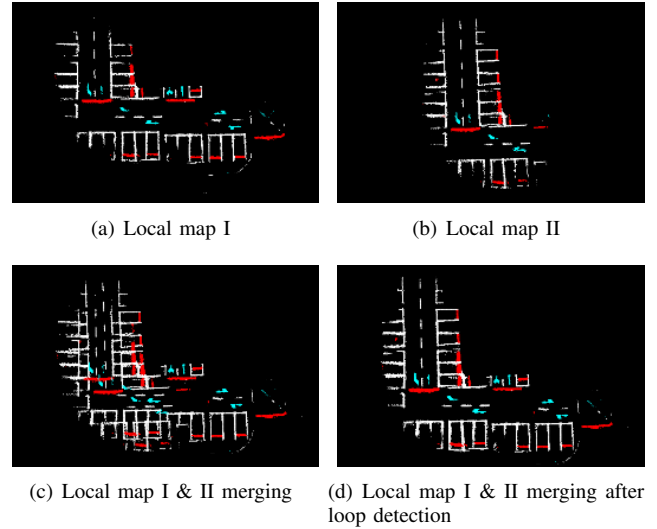 (a) Local map I
(b) Local map II
(c) Local map I & II merging
(d) Local map I & II merging after
loop detection